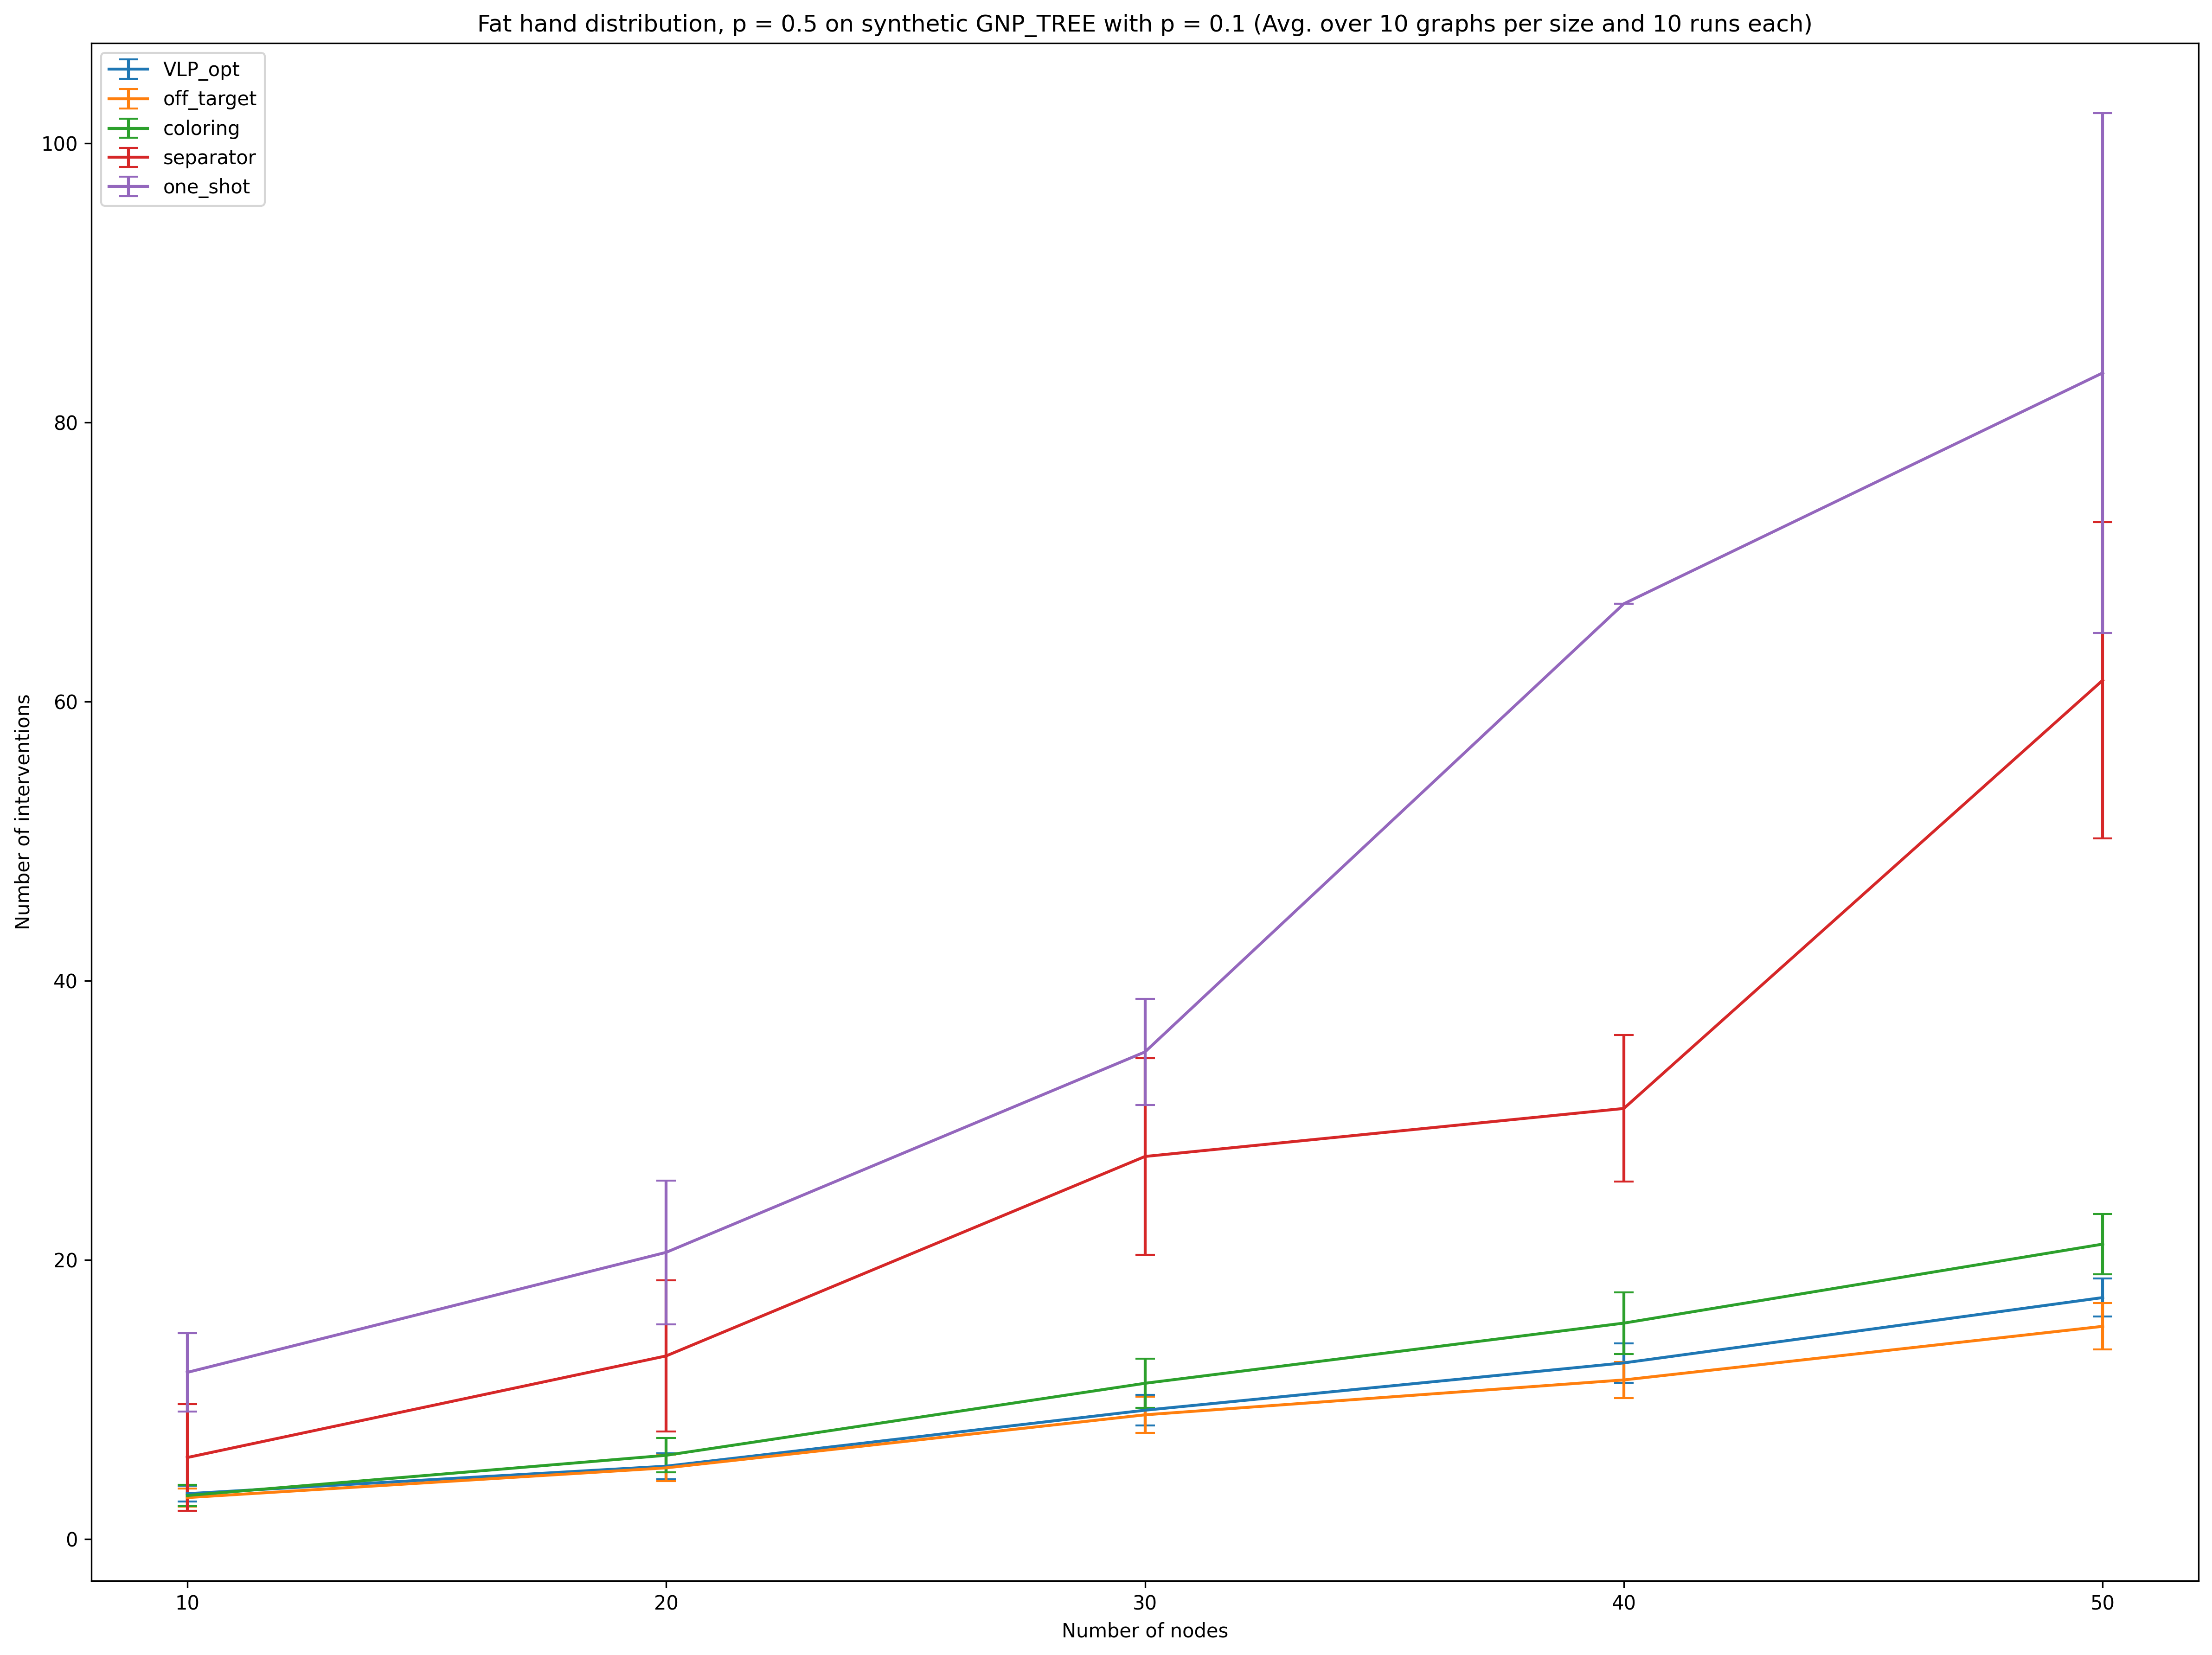 Fat hand distribution, p = 0.5 on synthetic GNP_TREE with p = 0.1 (Avg. over 10 graphs per size and 10 runs each)
VLP_opt
off_target
coloring
separator
one_shot
100
80
60
40
20
0
Number of interventions
10 20 30 40 50
Number of nodes